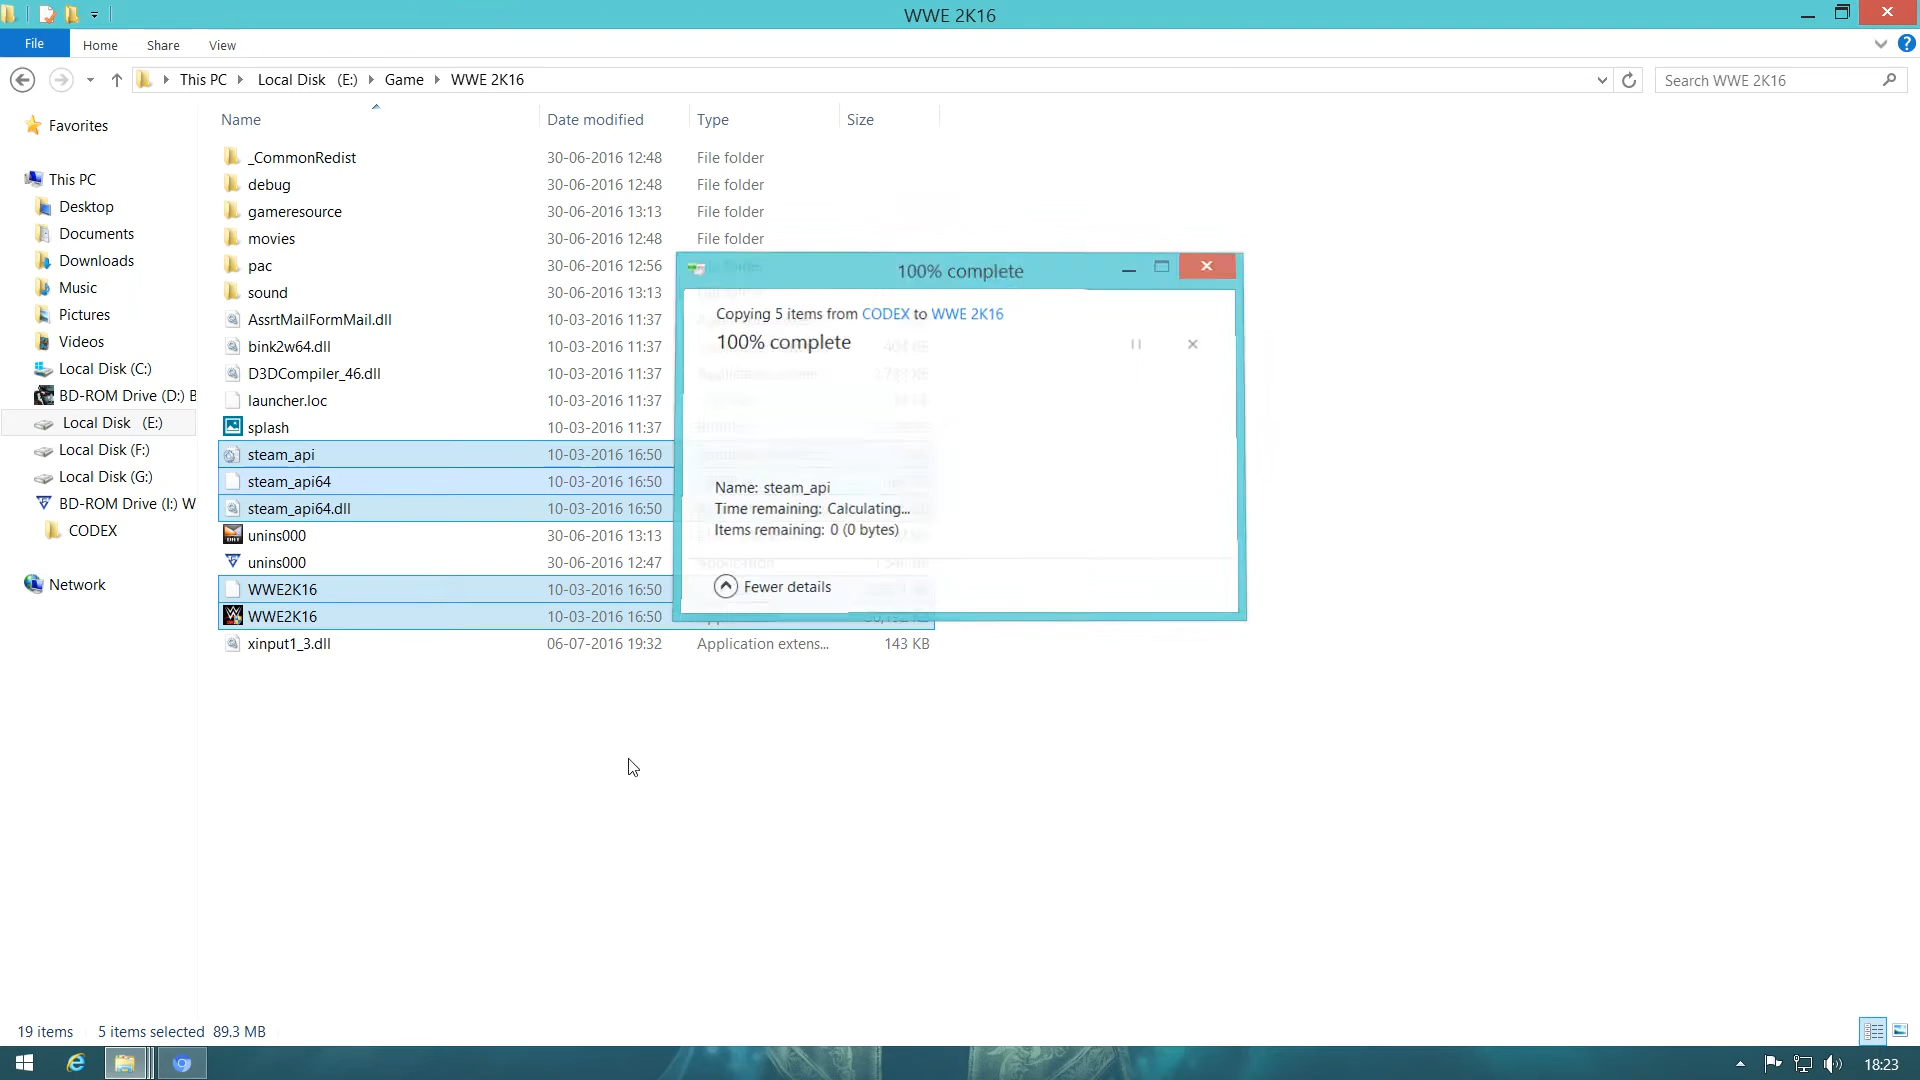 WWE 2K16
File Home Share View
This PC Local Disk (E:) Game WWE 2K16
Search WWE 2K16
Name Date modified Type Size
Favorites
This PC
Desktop
Documents
Downloads
Music
Pictures
Videos
Local Disk (C:)
BD-ROM Drive (D:) B
Local Disk (E:)
Local Disk (F:)
Local Disk (G:)
BD-ROM Drive (I:) W
CODEX
Network
_CommonRedist 30-06-2016 12:48 File folder
debug 30-06-2016 12:48 File folder
gameresource 30-06-2016 13:13 File folder
movies 30-06-2016 12:48 File folder
pac 30-06-2016 12:56
sound 30-06-2016 13:13
AssrtMailFormMail.dll 10-03-2016 11:37
bink2w64.dll 10-03-2016 11:37
D3DCompiler_46.dll 10-03-2016 11:37
launcher.loc 10-03-2016 11:37
splash 10-03-2016 11:37
steam_api 10-03-2016 16:50
steam_api64 10-03-2016 16:50
steam_api64.dll 10-03-2016 16:50
unins000 30-06-2016 13:13
unins000 30-06-2016 12:47
WWE2K16 10-03-2016 16:50
WWE2K16 10-03-2016 16:50
xinput1_3.dll 06-07-2016 19:32 Application extens... 143 KB
100% complete
Copying 5 items from CODEX to WWE 2K16
100% complete
Name: steam_api
Time remaining: Calculating...
Items remaining: 0 (0 bytes)
Fewer details
19 items 5 items selected 89.3 MB
18:23